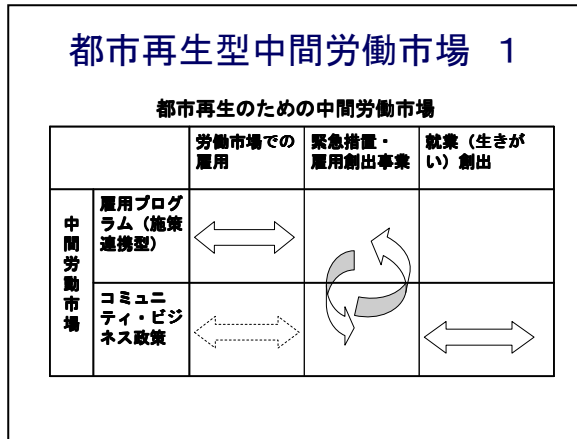 都市再生型中間労働市場　1
都市再生のための中間労働市場
労働市場での
雇用
緊急措置・
雇用創出事業
就業（生きが
い）創出
中
間
労
動
市
場
雇用プログ
ラム（施策
連携型）
コミュニ
ティ・ビジ
ネス政策